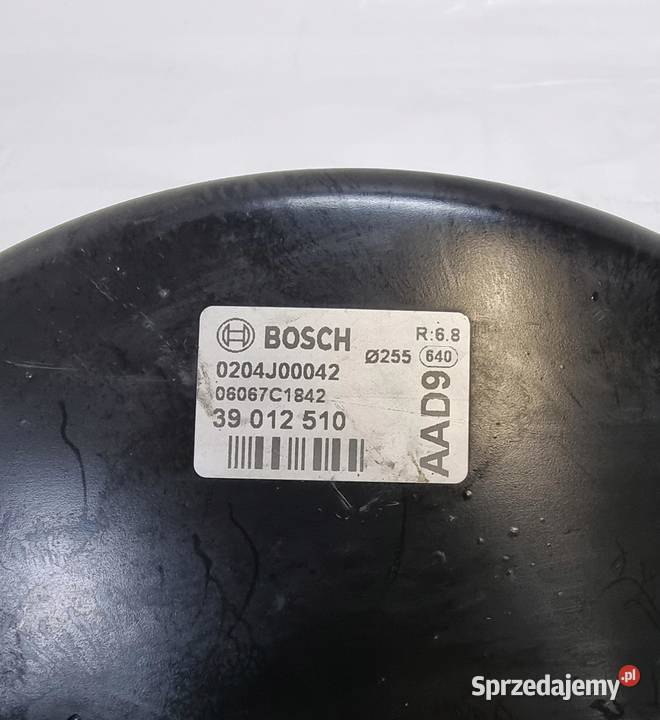 BOSCH
R:6.8
Ø255 640
0204J00042
06067C1842
39 012 510
AAD9
Sprzedajemy.pl